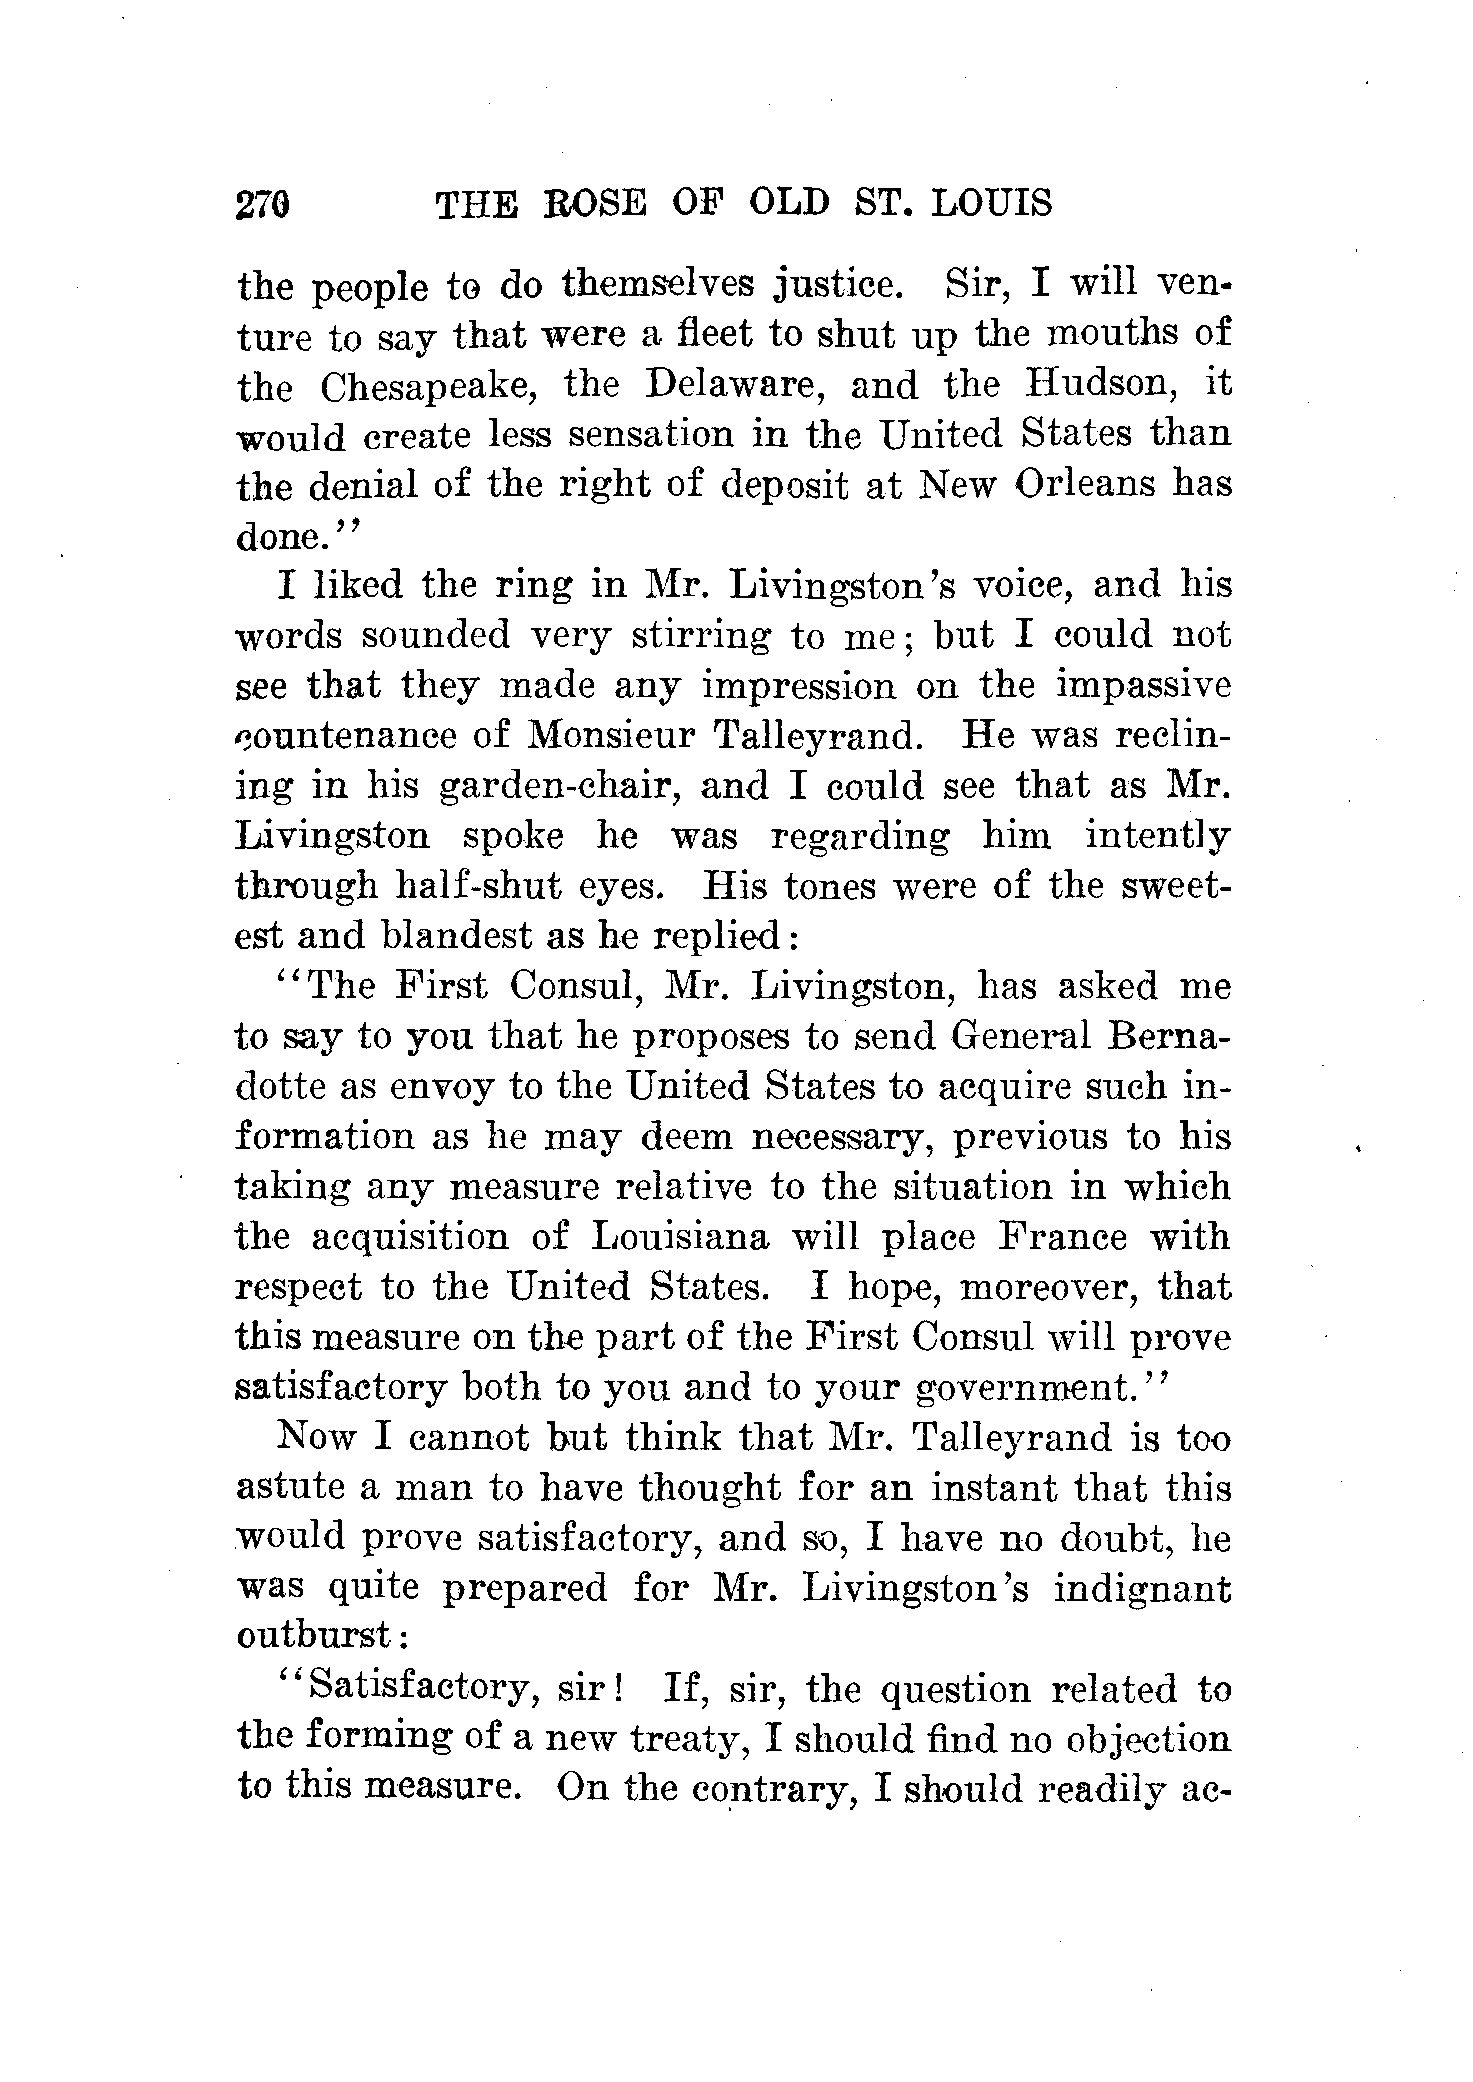 270 THE ROSE OF OLD ST. LOUIS
the people to do themselves justice. Sir, I will ven-
ture to say that were a fleet to shut up the mouths of
the Chesapeake, the Delaware, and the Hudson, it
would create less sensation in the United States than
the denial of the right of deposit at New Orleans has
done."
I liked the ring in Mr. Livingston's voice, and his
words sounded very stirring to me; but I could not
see that they made any impression on the impassive
countenance of Monsieur Talleyrand. He was reclin-
ing in his garden-chair, and I could see that as Mr.
Livingston spoke he was regarding him intently
through half-shut eyes. His tones were of the sweet-
est and blandest as he replied:
"The First Consul, Mr. Livingston, has asked me
to say to you that he proposes to send General Berna-
dotte as envoy to the United States to acquire such in-
formation as he may deem necessary, previous to his
taking any measure relative to the situation in which
the acquisition of Louisiana will place France with
respect to the United States. I hope, moreover, that
this measure on the part of the First Consul will prove
satisfactory both to you and to your government."
Now I cannot but think that Mr. Talleyrand is too
astute a man to have thought for an instant that this
would prove satisfactory, and so, I have no doubt, he
was quite prepared for Mr. Livingston's indignant
outburst:
"Satisfactory, sir! If, sir, the question related to
the forming of a new treaty, I should find no objection
to this measure. On the contrary, I should readily ac-